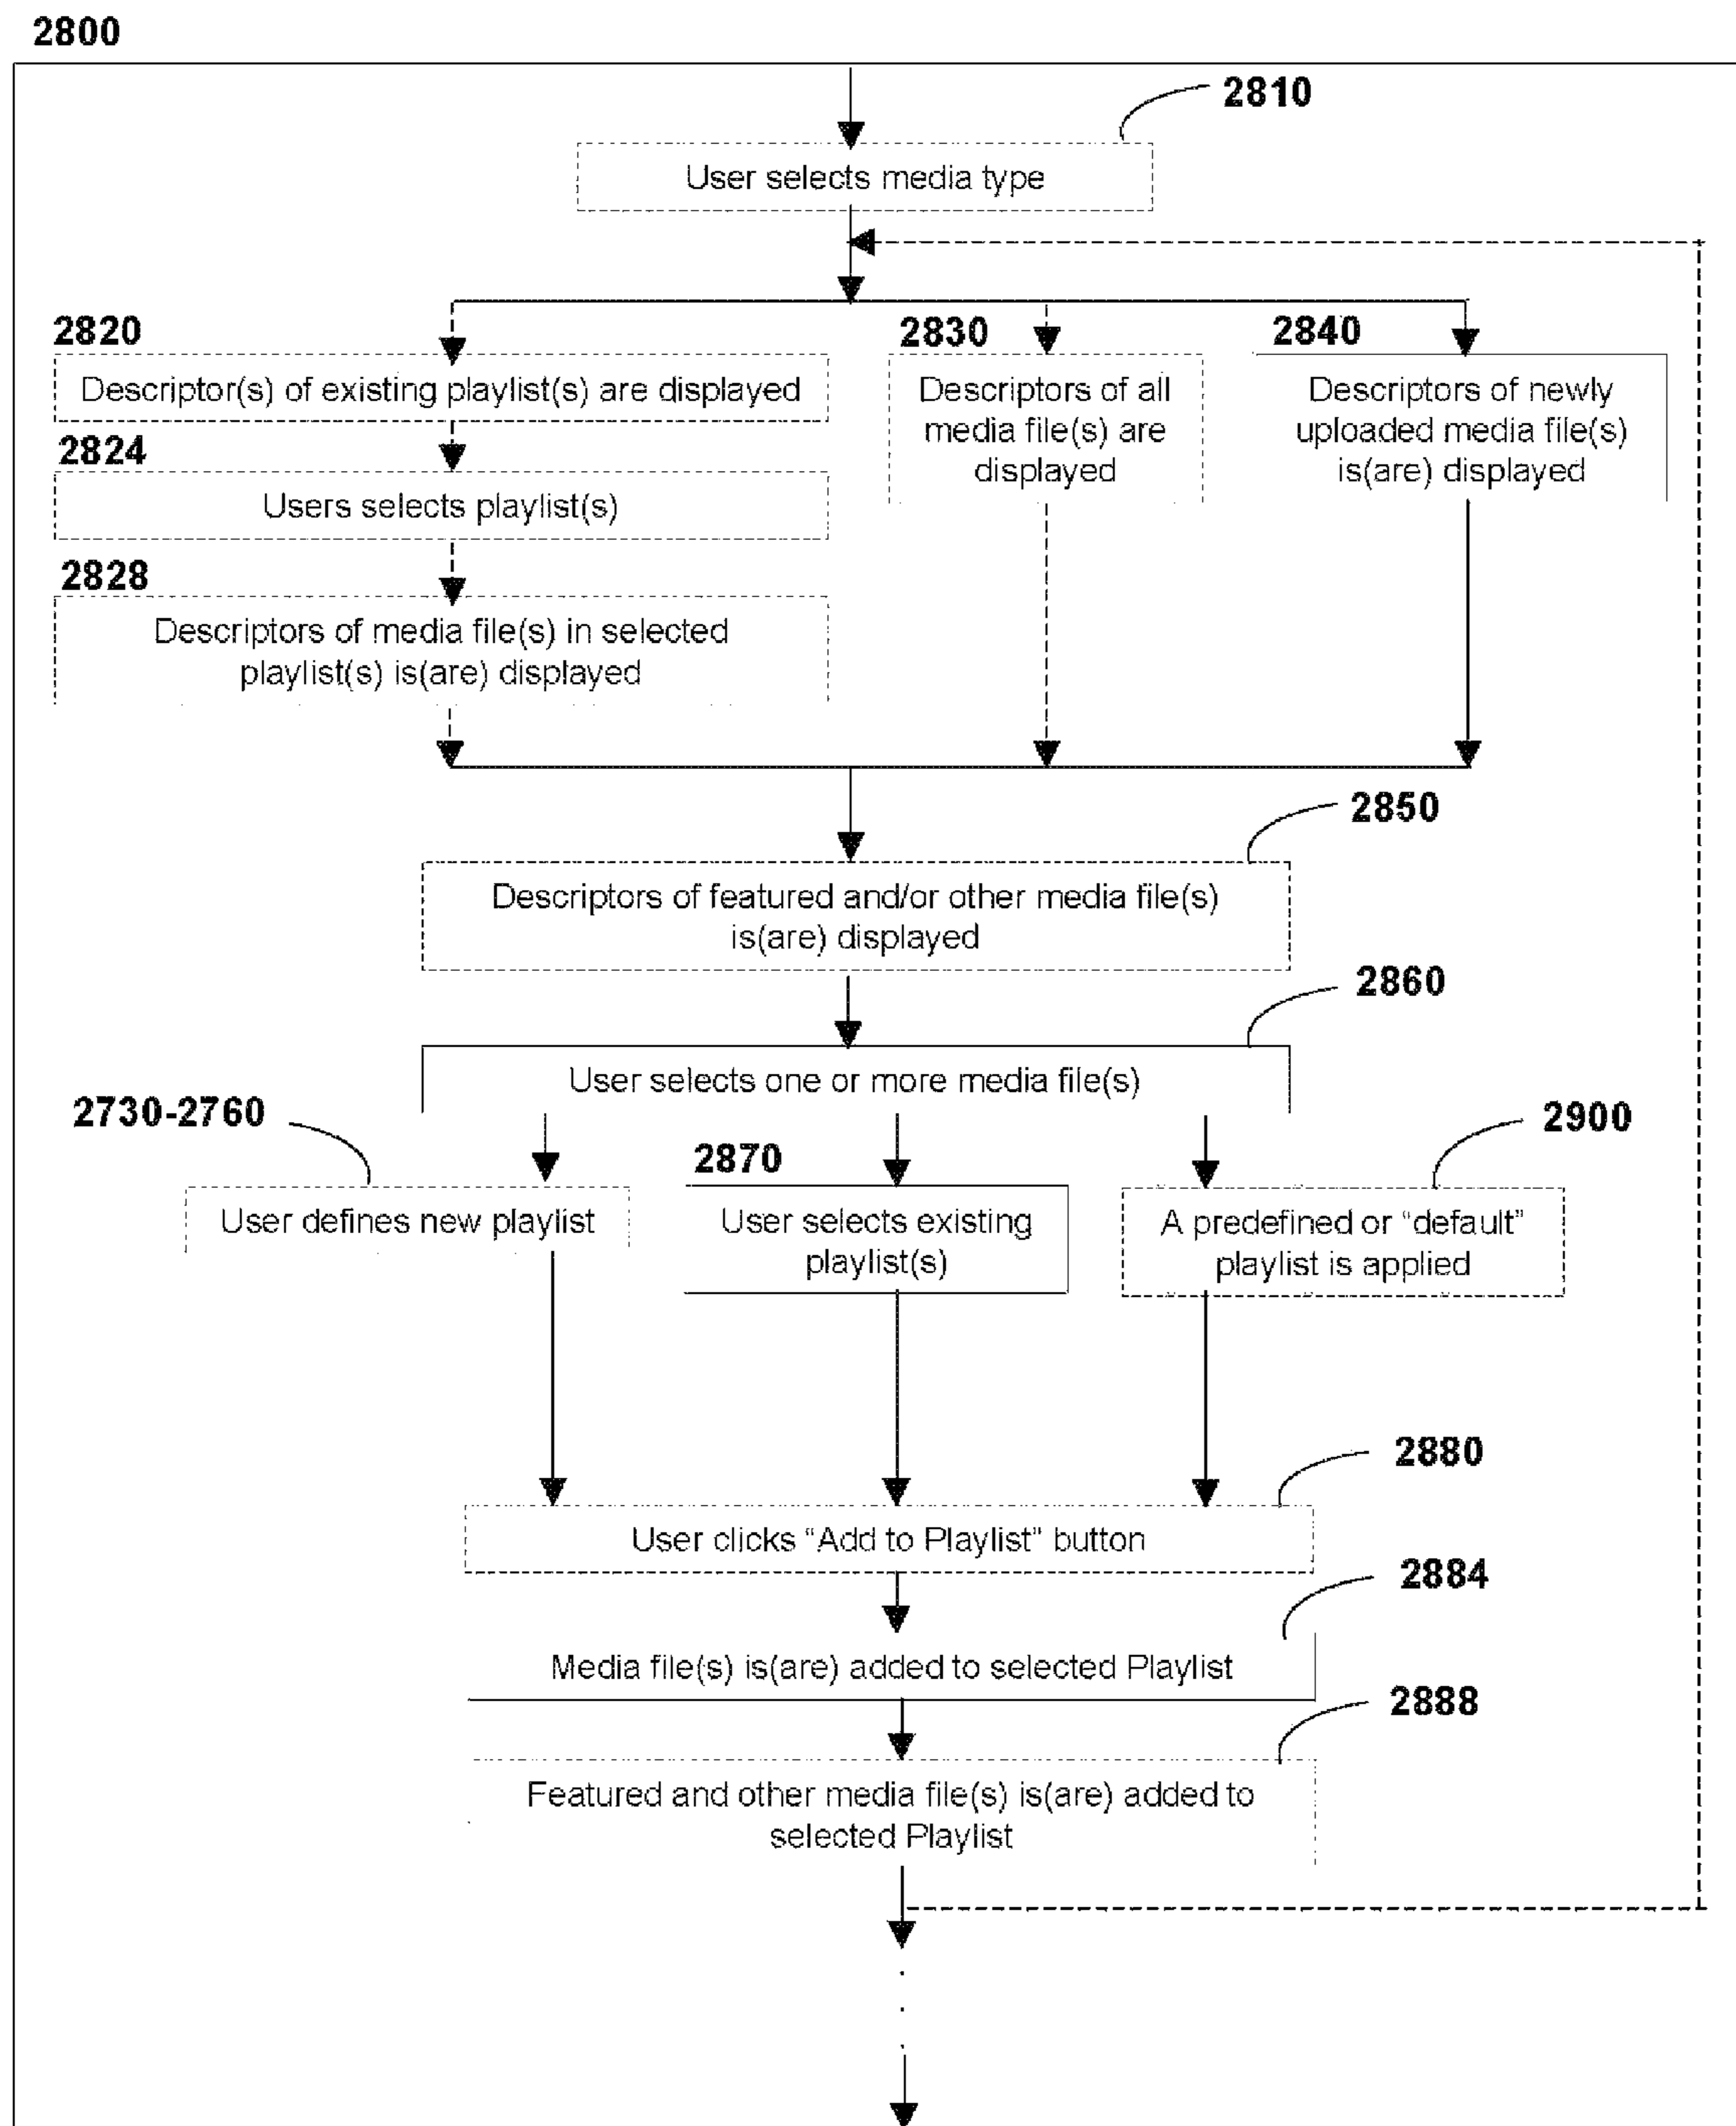 2800
2810
User selects media type
2820
2830
2840
Descriptor(s) of existing playlist(s) are displayed
Descriptors of all
media file(s) are
displayed
Descriptors of newly
uploaded media file(s)
is(are) displayed
2824
Users selects playlist(s)
2828
Descriptors of media file(s) in selected
playlist(s) is(are) displayed
2850
Descriptors of featured and/or other media file(s)
is(are) displayed
2860
User selects one or more media file(s)
2730-2760
2870
2900
User defines new playlist
User selects existing
playlist(s)
A predefined or “default”
playlist is applied
2880
User clicks “Add to Playlist” button
2884
Media file(s) is(are) added to selected Playlist
2888
Featured and other media file(s) is(are) added to
selected Playlist